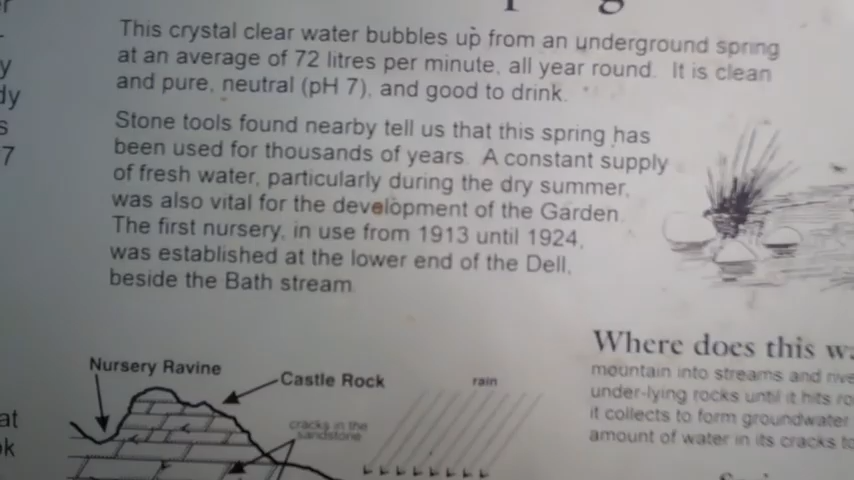 This crystal clear water bubbles up from an underground spring
at an average of 72 litres per minute, all year round. It is clean
and pure, neutral (pH 7), and good to drink.
Stone tools found nearby tell us that this spring has
been used for thousands of years. A constant supply
of fresh water, particularly during the dry summer,
was also vital for the development of the Garden.
The first nursery, in use from 1913 until 1924,
was established at the lower end of the Dell,
beside the Bath stream.
Where does this
mountain into streams and
under-lying rocks until it hits
it collects to form groundwater
amount of water in its cracks
Nursery Ravine
Castle Rock
rain
cracks in the
sandstone